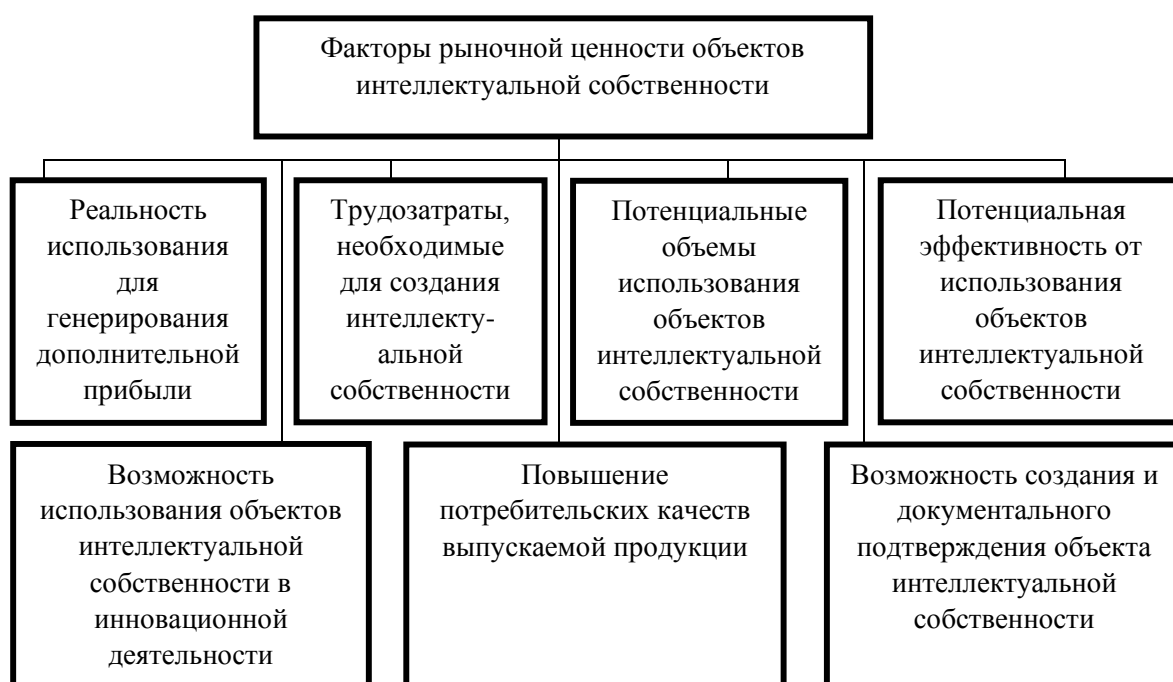 Факторы рыночной ценности объектов
интеллектуальной собственности
Реальность
использования
для
генерирования
дополнительной
прибыли
Трудозатраты,
необходимые
для создания
интеллекту-
альной
собственности
Потенциальные
объемы
использования
объектов
интеллектуальной
собственности
Потенциальная
эффективность от
использования
объектов
интеллектуальной
собственности
Возможность
использования объектов
интеллектуальной
собственности в
инновационной
деятельности
Повышение
потребительских качеств
выпускаемой продукции
Возможность создания и
документального
подтверждения объекта
интеллектуальной
собственности